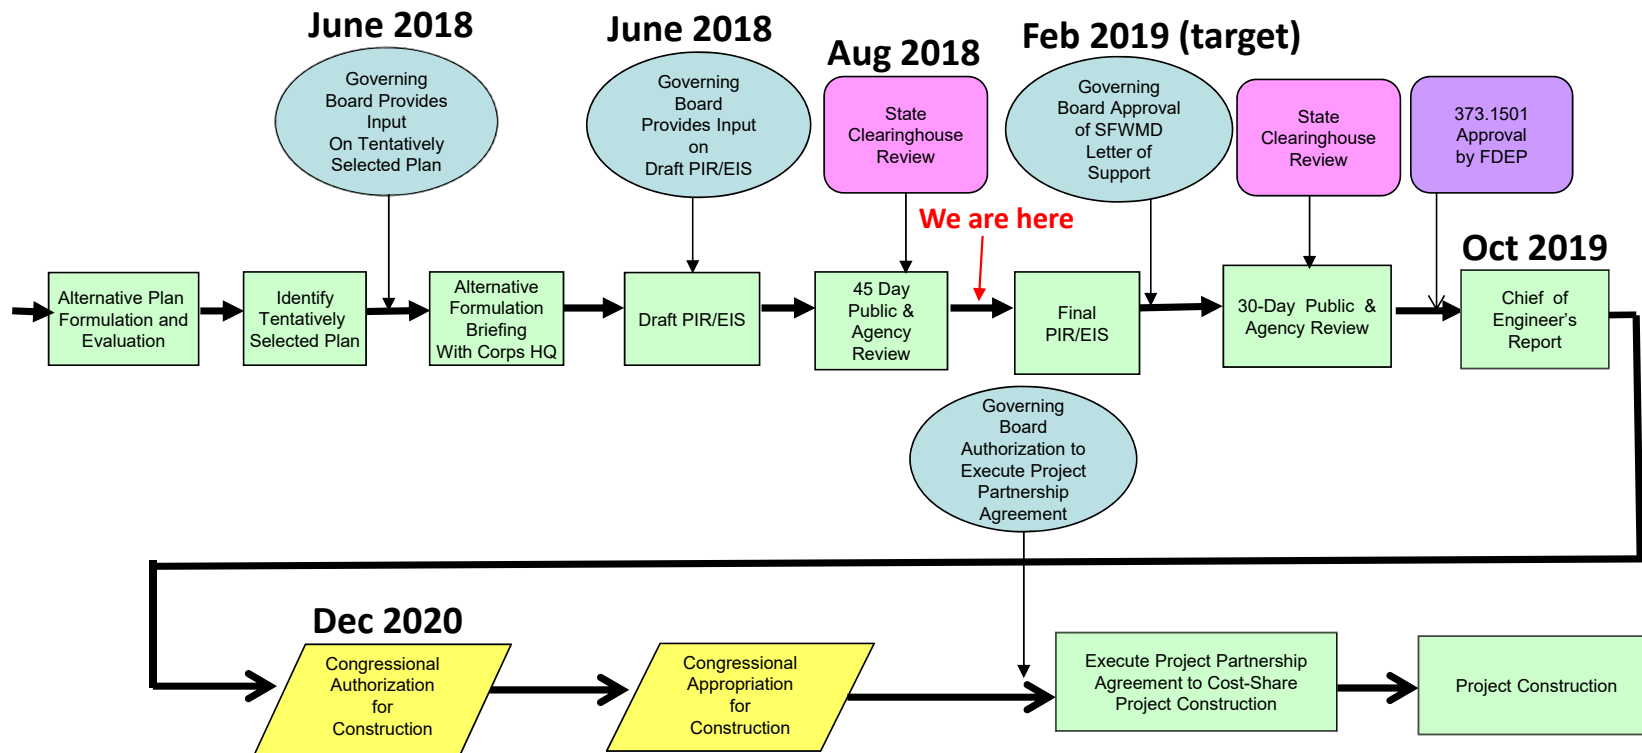 June 2018
Governing
Board Provides
Input
On Tentatively
Selected Plan
June 2018
Governing
Board
Provides Input
on
Draft PIR/EIS
Aug 2018
State
Clearinghouse
Review
Feb 2019 (target)
Governing
Board Approval
of SFWMD
Letter of
Support
State
Clearinghouse
Review
373.1501
Approval
by FDEP
We are here
Oct 2019
Alternative Plan
Formulation and
Evaluation
Identify
Tentatively
Selected Plan
Alternative
Formulation
Briefing
With Corps HQ
Draft PIR/EIS
45 Day
Public &
Agency
Review
Final
PIR/EIS
30-Day Public &
Agency Review
Chief of
Engineer's
Report
Governing
Board
Authorization to
Execute Project
Partnership
Agreement
Dec 2020
Congressional
Authorization
for
Construction
Congressional
Appropriation
for
Construction
Execute Project Partnership
Agreement to Cost-Share
Project Construction
Project Construction